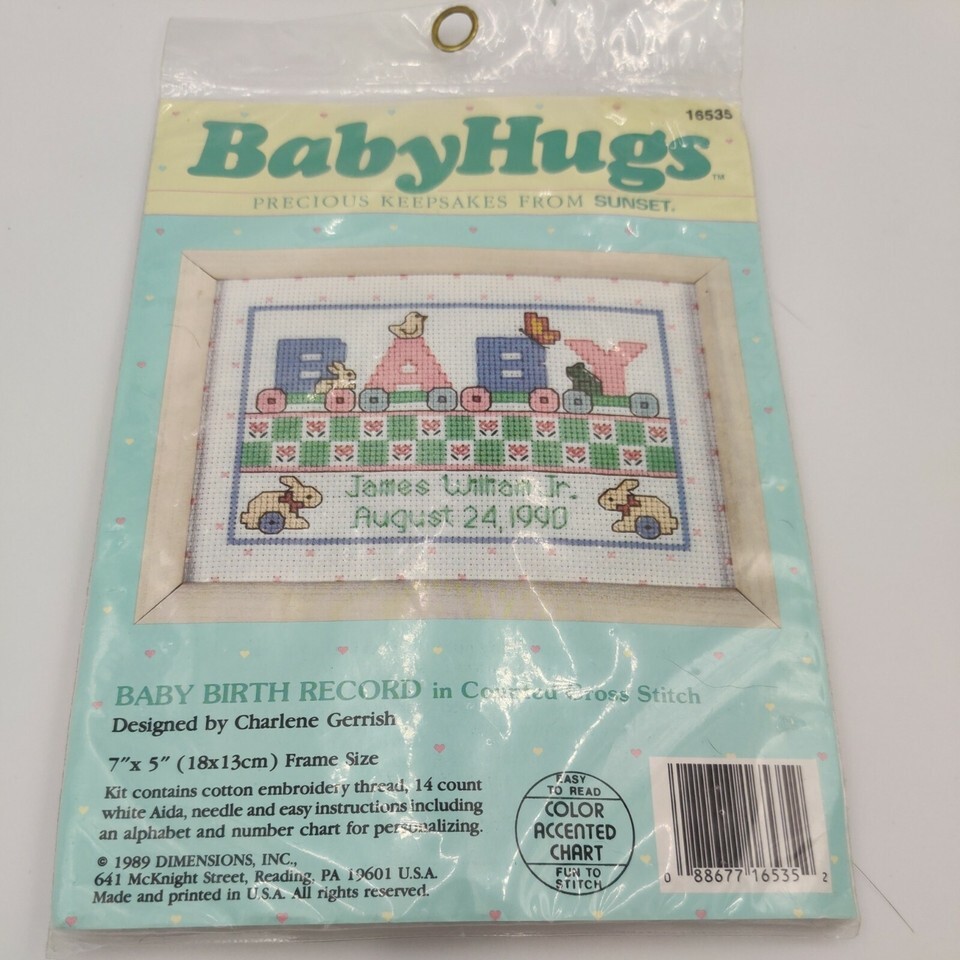 16535
BabyHugs™
PRECIOUS KEEPSAKES FROM SUNSET.
BABY
James William Jr.
August 24, 1990
BABY BIRTH RECORD in Counted Cross Stitch
Designed by Charlene Gerrish
7"x 5" (18x13cm) Frame Size
Kit contains cotton embroidery thread, 14 count
white Aida, needle and easy instructions including
an alphabet and number chart for personalizing.
© 1989 DIMENSIONS, INC.,
641 McKnight Street, Reading, PA 19601 U.S.A.
Made and printed in U.S.A. All rights reserved.
EASY
TO READ
COLOR
ACCENTED
CHART
FUN TO
STITCH
0 88677 16535 2